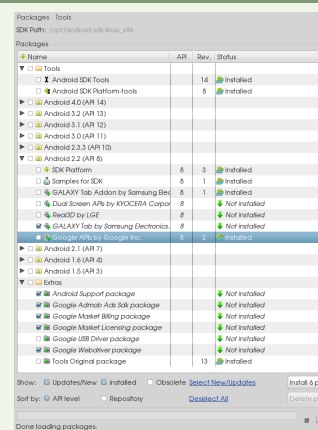 Packages Tools
SDK Path: /opt/android-sdk-linux_x86
Packages
Name API Rev. Status
Tools
Android SDK Tools 14 Installed
Android SDK Platform-tools 8 Installed
Android 4.0 (API 14)
Android 3.2 (API 13)
Android 3.1 (API 12)
Android 3.0 (API 11)
Android 2.3.3 (API 10)
Android 2.2 (API 8)
SDK Platform 8 3 Installed
Samples for SDK 8 1 Installed
GALAXY Tab Addon by Samsung Elec 8 1 Installed
Dual Screen APIs by KYOCERA Corpo 8 Not installed
Real3D by LGE 8 Not installed
GALAXY Tab by Samsung Electronics. 8 Not installed
Google APIs by Google Inc. 8 2 Installed
Android 2.1 (API 7)
Android 1.6 (API 4)
Android 1.5 (API 3)
Extras
Android Support package Not installed
Google Admob Ads Sdk package Not installed
Google Market Billing package Not installed
Google Market Licensing package Not installed
Google USB Driver package Not installed
Google Webdriver package Not installed
Tools Original package 13 Installed
Show: Updates/New Installed Obsolete Select New/Updates Install 6 p
Sort by: API level Repository Deselect All Delete p
Done loading packages.